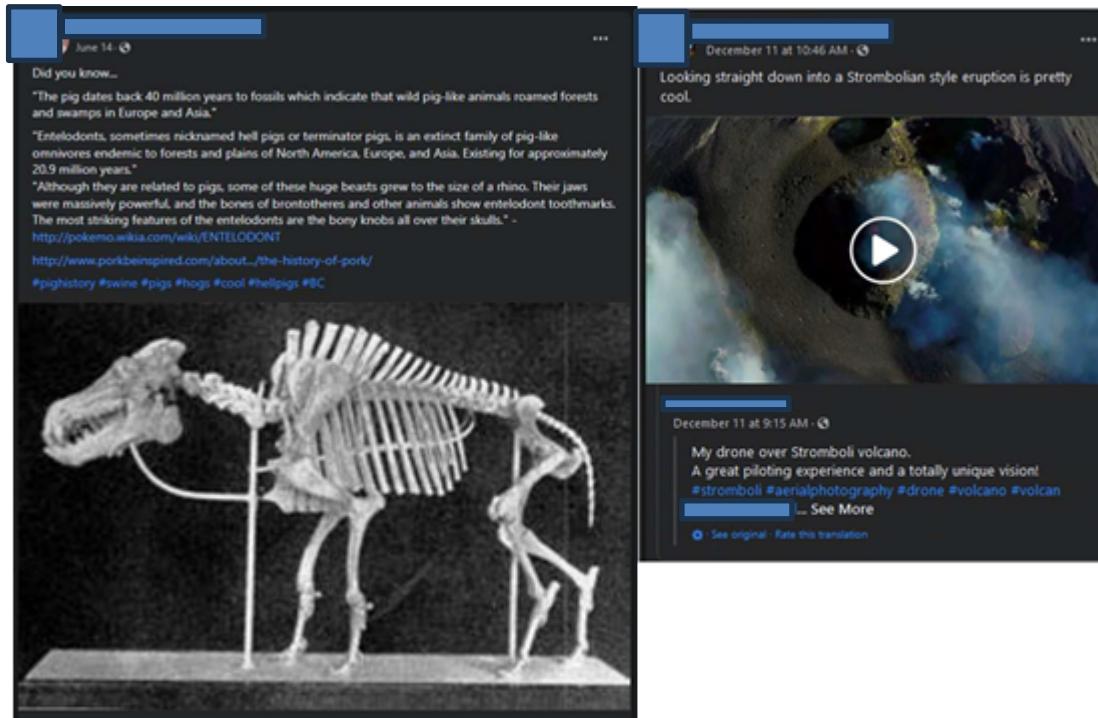 June 14 ·
Did you know...
"The pig dates back 40 million years to fossils which indicate that wild pig-like animals roamed forests
and swamps in Europe and Asia."
"Entelodonts, sometimes nicknamed hell pigs or terminator pigs, is an extinct family of pig-like
omnivores endemic to forests and plains of North America, Europe, and Asia. Existing for approximately
20.9 million years."
"Although they are related to pigs, some of these huge beasts grew to the size of a rhino. Their jaws
were massively powerful, and the bones of brontotheres and other animals show entelodont toothmarks.
The most striking features of the entelodonts are the bony knobs all over their skulls." -
http://pokemo.wikia.com/wiki/ENTELODONT
http://www.porkbeinspired.com/about.../the-history-of-pork/
#pighistory #swine #pigs #hogs #cool #hellpigs #BC
December 11 at 10:46 AM ·
Looking straight down into a Strombolian style eruption is pretty
cool.
December 11 at 9:15 AM ·
My drone over Stromboli volcano.
A great piloting experience and a totally unique vision!
#stromboli #aerialphotography #drone #volcano #volcan
... See More
· See original · Rate this translation